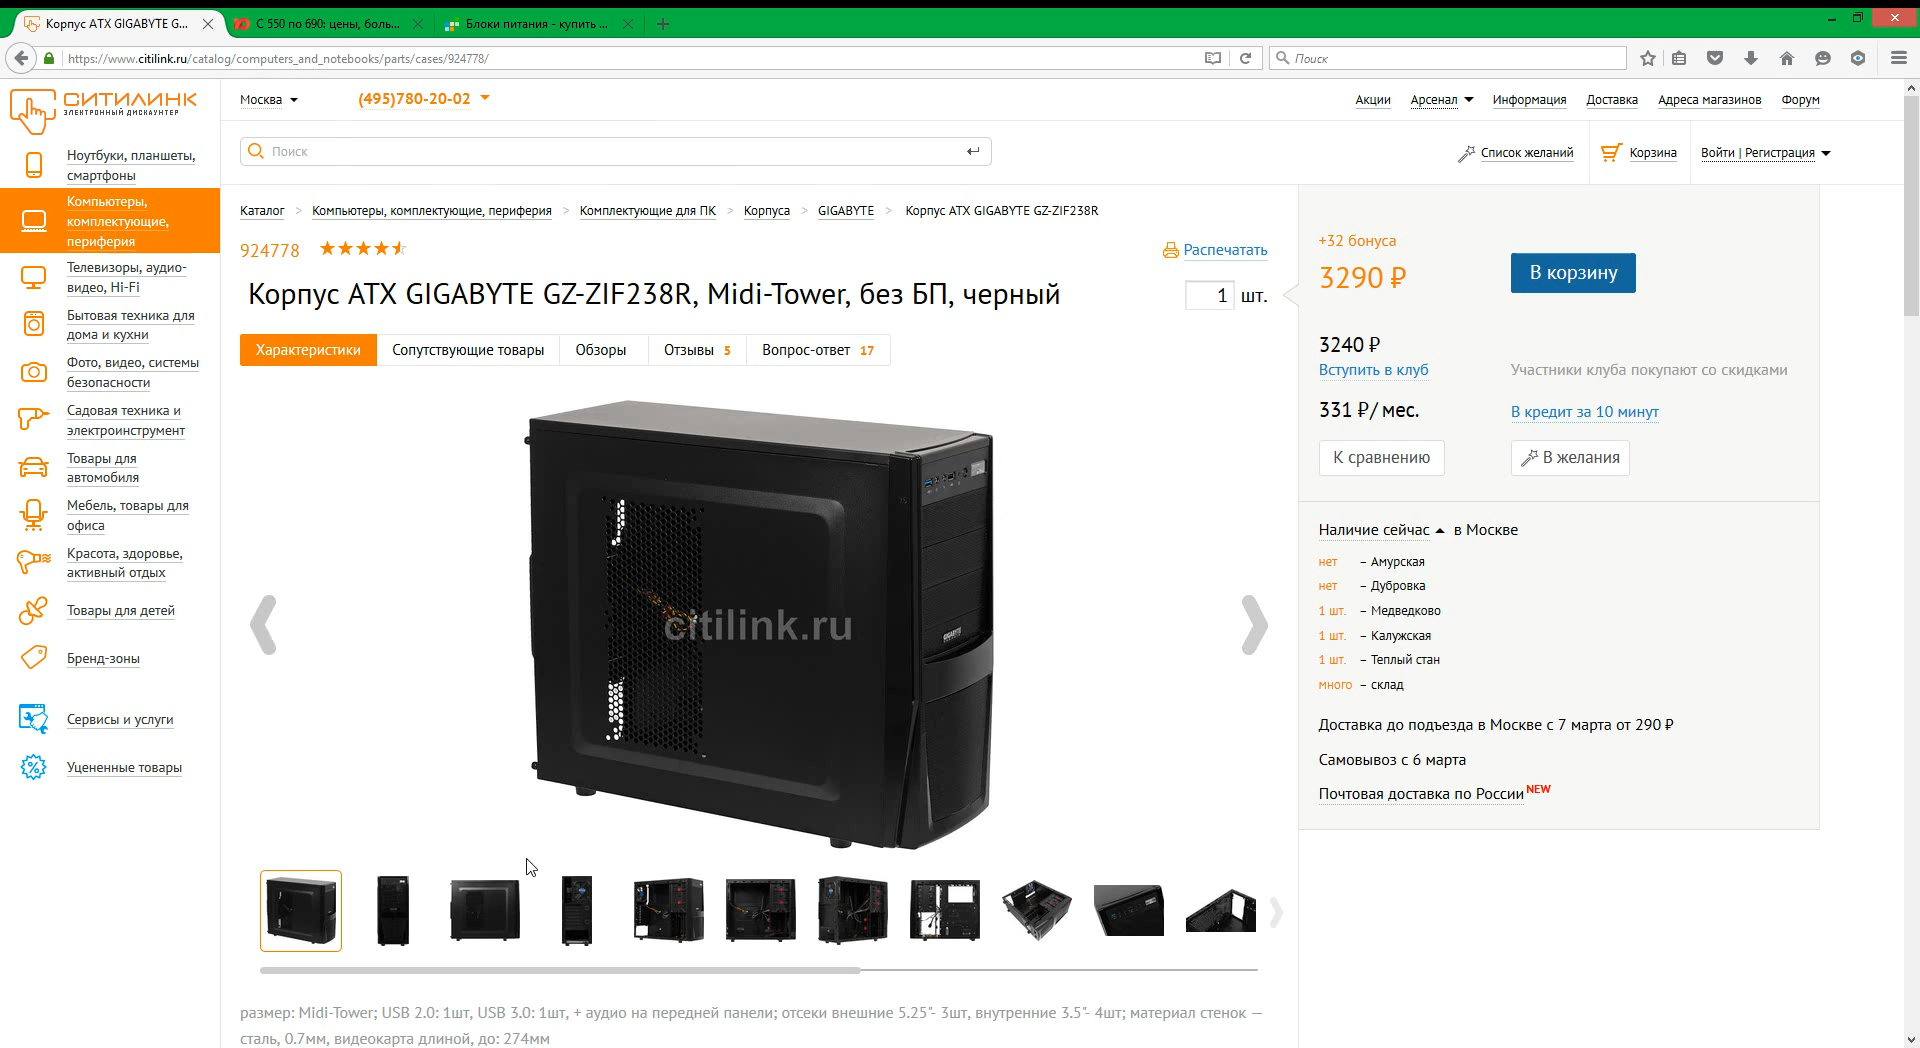 Корпус ATX GIGABYTE G...
С 550 по 690: цены, боль...
Блоки питания - купить ...
https://www.citilink.ru/catalog/computers_and_notebooks/parts/cases/924778/
Поиск
СИТИЛИНК
ЭЛЕКТРОННЫЙ ДИСКАУНТЕР
Москва
(495)780-20-02
Акции
Арсенал
Информация
Доставка
Адреса магазинов
Форум
Поиск
Список желаний
Корзина
Войти | Регистрация
Ноутбуки, планшеты,
смартфоны
Компьютеры,
комплектующие,
периферия
Телевизоры, аудио-
видео, Hi-Fi
Бытовая техника для
дома и кухни
Фото, видео, системы
безопасности
Садовая техника и
электроинструмент
Товары для
автомобиля
Мебель, товары для
офиса
Красота, здоровье,
активный отдых
Товары для детей
Бренд-зоны
Сервисы и услуги
Уцененные товары
Каталог > Компьютеры, комплектующие, периферия > Комплектующие для ПК > Корпуса > GIGABYTE > Корпус ATX GIGABYTE GZ-ZIF238R
924778
Распечатать
Корпус ATX GIGABYTE GZ-ZIF238R, Midi-Tower, без БП, черный
1 шт.
Характеристики
Сопутствующие товары
Обзоры
Отзывы 5
Вопрос-ответ 17
GIGABYTE
citilink.ru
размер: Midi-Tower; USB 2.0: 1шт, USB 3.0: 1шт, + аудио на передней панели; отсеки внешние 5.25"- 3шт, внутренние 3.5"- 4шт; материал стенок —
сталь, 0.7мм, видеокарта длиной, до: 274мм
+32 бонуса
3290 ₽
В корзину
3240 ₽
Вступить в клуб
Участники клуба покупают со скидками
331 ₽/ мес.
В кредит за 10 минут
К сравнению
В желания
Наличие сейчас в Москве
нет – Амурская
нет – Дубровка
1 шт. – Медведково
1 шт. – Калужская
1 шт. – Теплый стан
много – склад
Доставка до подъезда в Москве с 7 марта от 290 ₽
Самовывоз с 6 марта
Почтовая доставка по России NEW